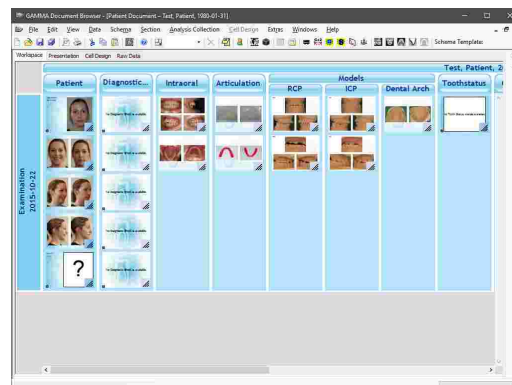 GAMMA Document Browser - [Patient Document - Test, Patient, 1980-01-31]
File Edit View Data Schema Section Analysis Collection Cell Design Extras Windows Help
Schema Template:
Workspace Presentation Cell Design Raw Data
Test, Patient, 2
Patient Diagnostic... Intraoral Articulation Models Toothstatus
RCP ICP Dental Arch
Examination
2015-10-22
?